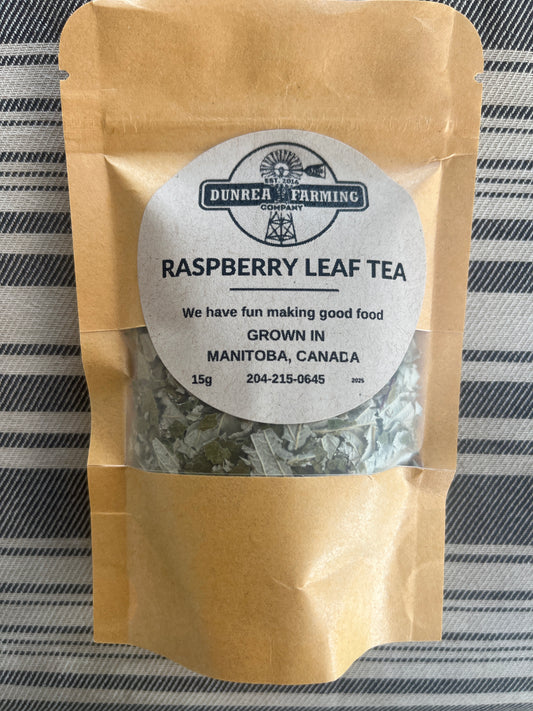 EST. 2014
DUNREA FARMING
COMPANY
RASPBERRY LEAF TEA
We have fun making good food
GROWN IN
MANITOBA, CANADA
15g 204-215-0645 2025